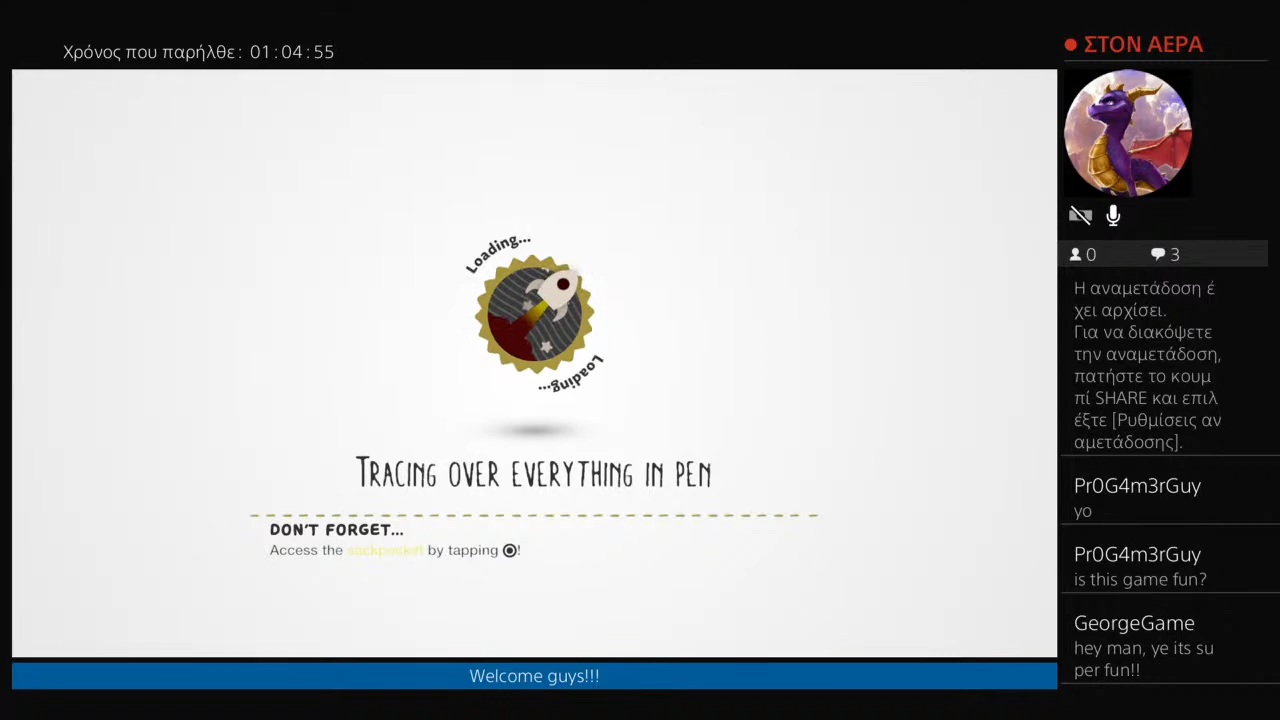 Χρόνος που παρήλθε: 01:04:55
Loading...
Loading...
TRACING OVER EVERYTHING IN PEN
DON'T FORGET...
Access the sackpocket by tapping !
Welcome guys!!!
ΣΤΟΝ ΑΕΡΑ
0
3
Η αναμετάδοση έ
χει αρχίσει.
Για να διακόψετε
την αναμετάδοση,
πατήστε το κουμ
πί SHARE και επιλ
έξτε [Ρυθμίσεις αν
αμετάδοσης].
Pr0G4m3rGuy
yo
Pr0G4m3rGuy
is this game fun?
GeorgeGame
hey man, ye its su
per fun!!